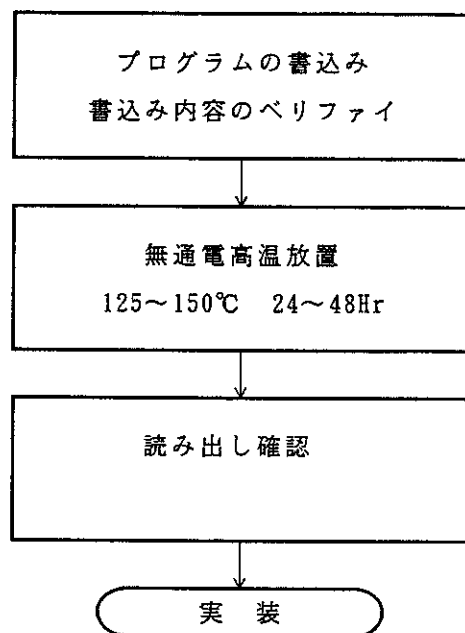 プログラムの書込み
書込み内容のベリファイ
無通電高温放置
125～150℃ 24～48Hr
読み出し確認
実 装